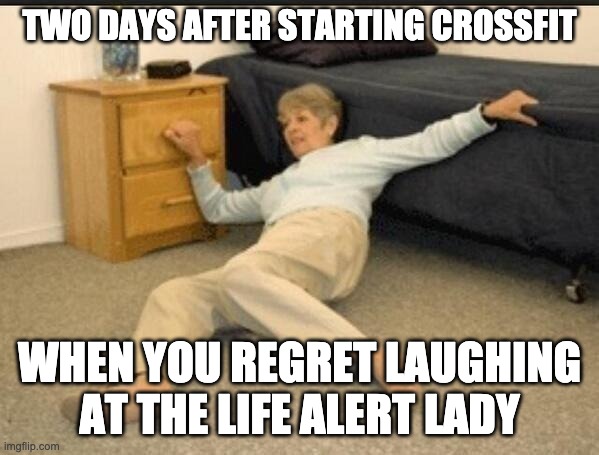 TWO DAYS AFTER STARTING CROSSFIT
WHEN YOU REGRET LAUGHING
AT THE LIFE ALERT LADY
imgflip.com